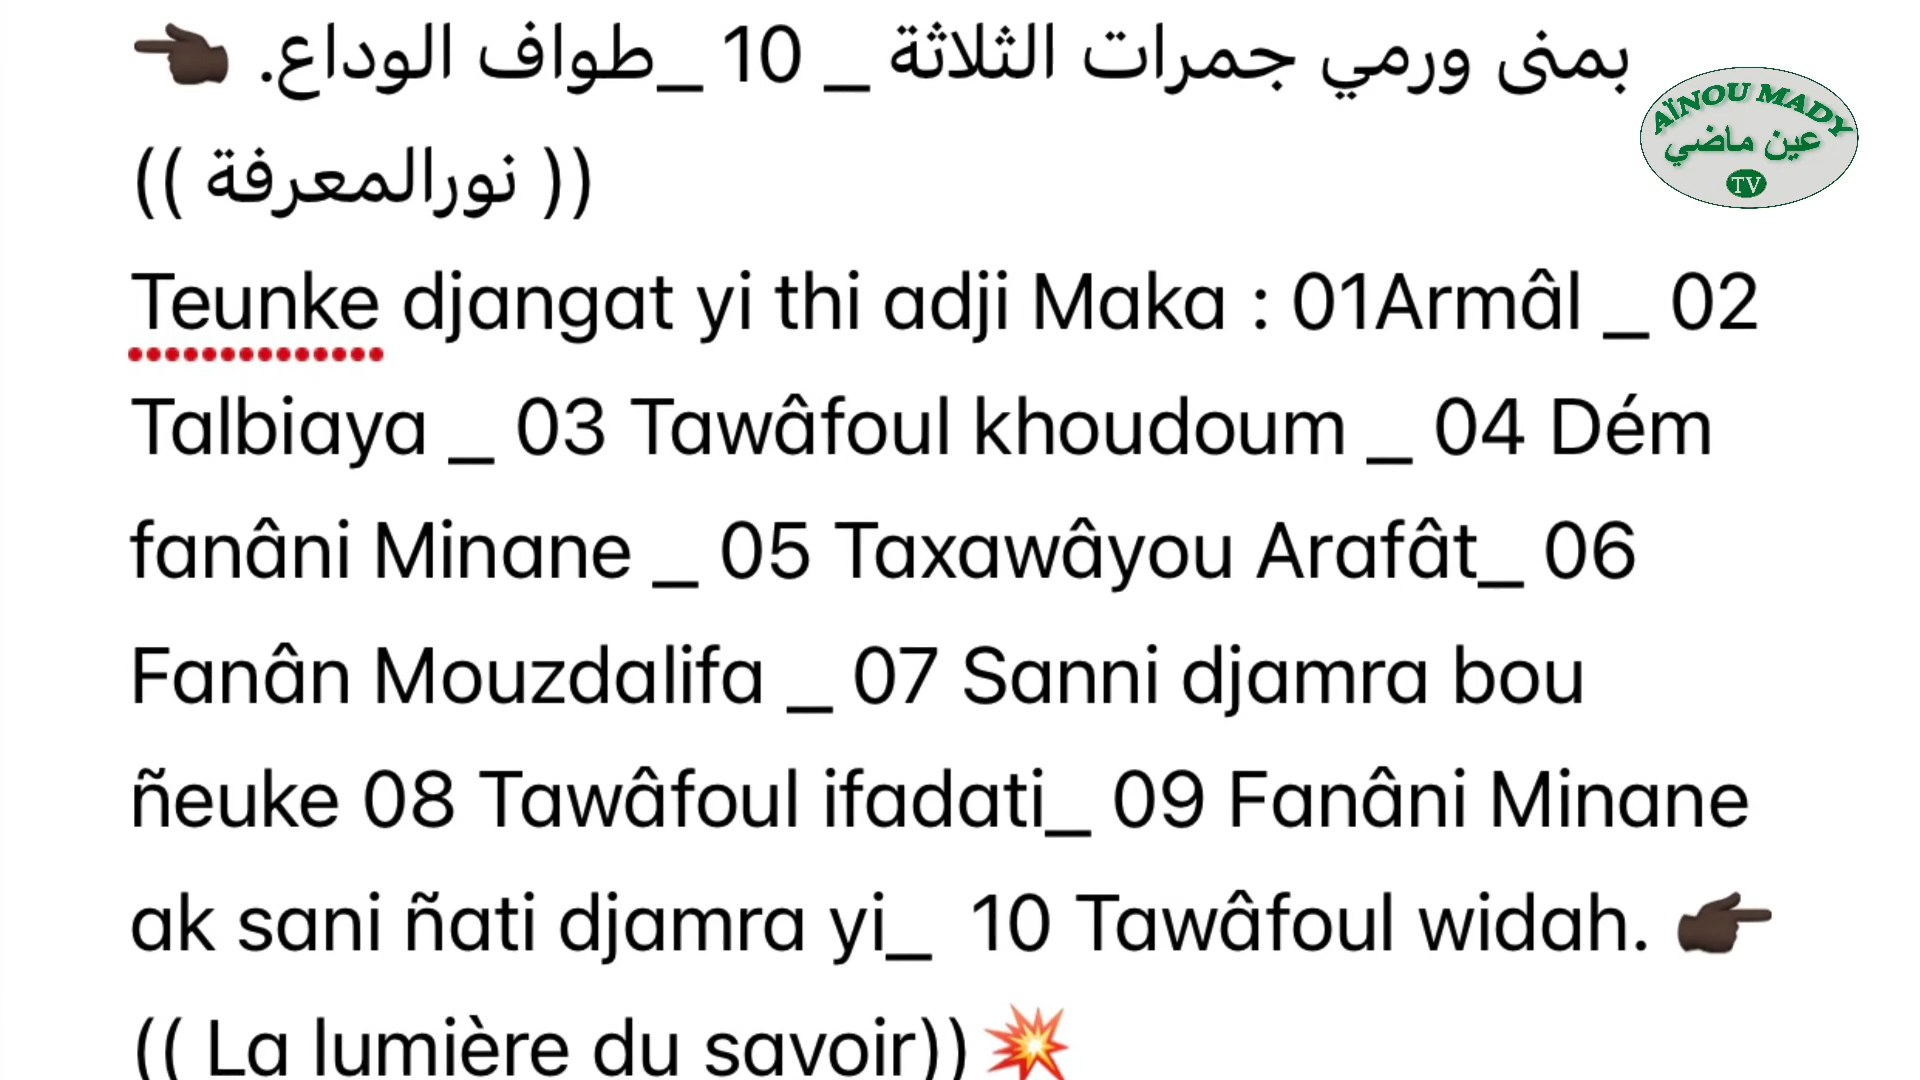 بمنى ورمي جمرات الثلاثة _ 10 _طواف الوداع. 👈🏿
(( نورالمعرفة ))
Teunke djangat yi thi adji Maka : 01Armâl _ 02
Talbiaya _ 03 Tawâfoul khoudoum _ 04 Dém
fanâni Minane _ 05 Taxawâyou Arafât_ 06
Fanân Mouzdalifa _ 07 Sanni djamra bou
ñeuke 08 Tawâfoul ifadati_ 09 Fanâni Minane
ak sani ñati djamra yi_ 10 Tawâfoul widah. 👉🏿
(( La lumière du savoir))💥
AÏNOU MADY
عين ماضي
TV